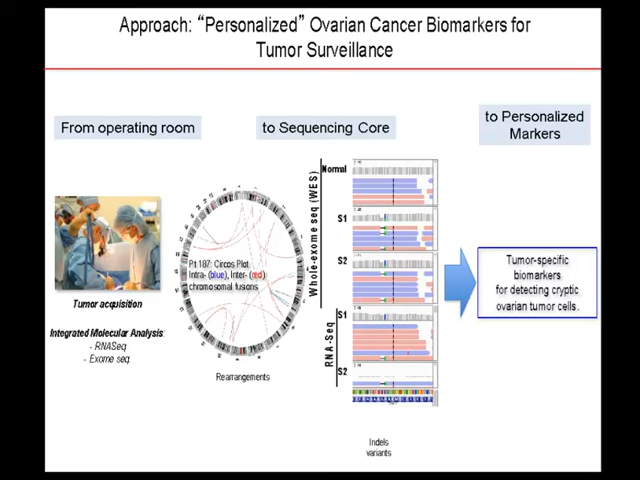 Approach: “Personalized” Ovarian Cancer Biomarkers for
Tumor Surveillance
From operating room
to Sequencing Core
to Personalized
Markers
Tumor acquisition
Integrated Molecular Analysis:
- RNASeq
- Exome seq.
Pt 187: Circos Plot
Intra- (blue), Inter- (red)
chromosomal fusions
Rearrangements
Whole-exome seq (WES)
RNA-Seq
Normal
S1
S2
S1
S2
Indels
variants
Tumor-specific
biomarkers
for detecting cryptic
ovarian tumor cells.